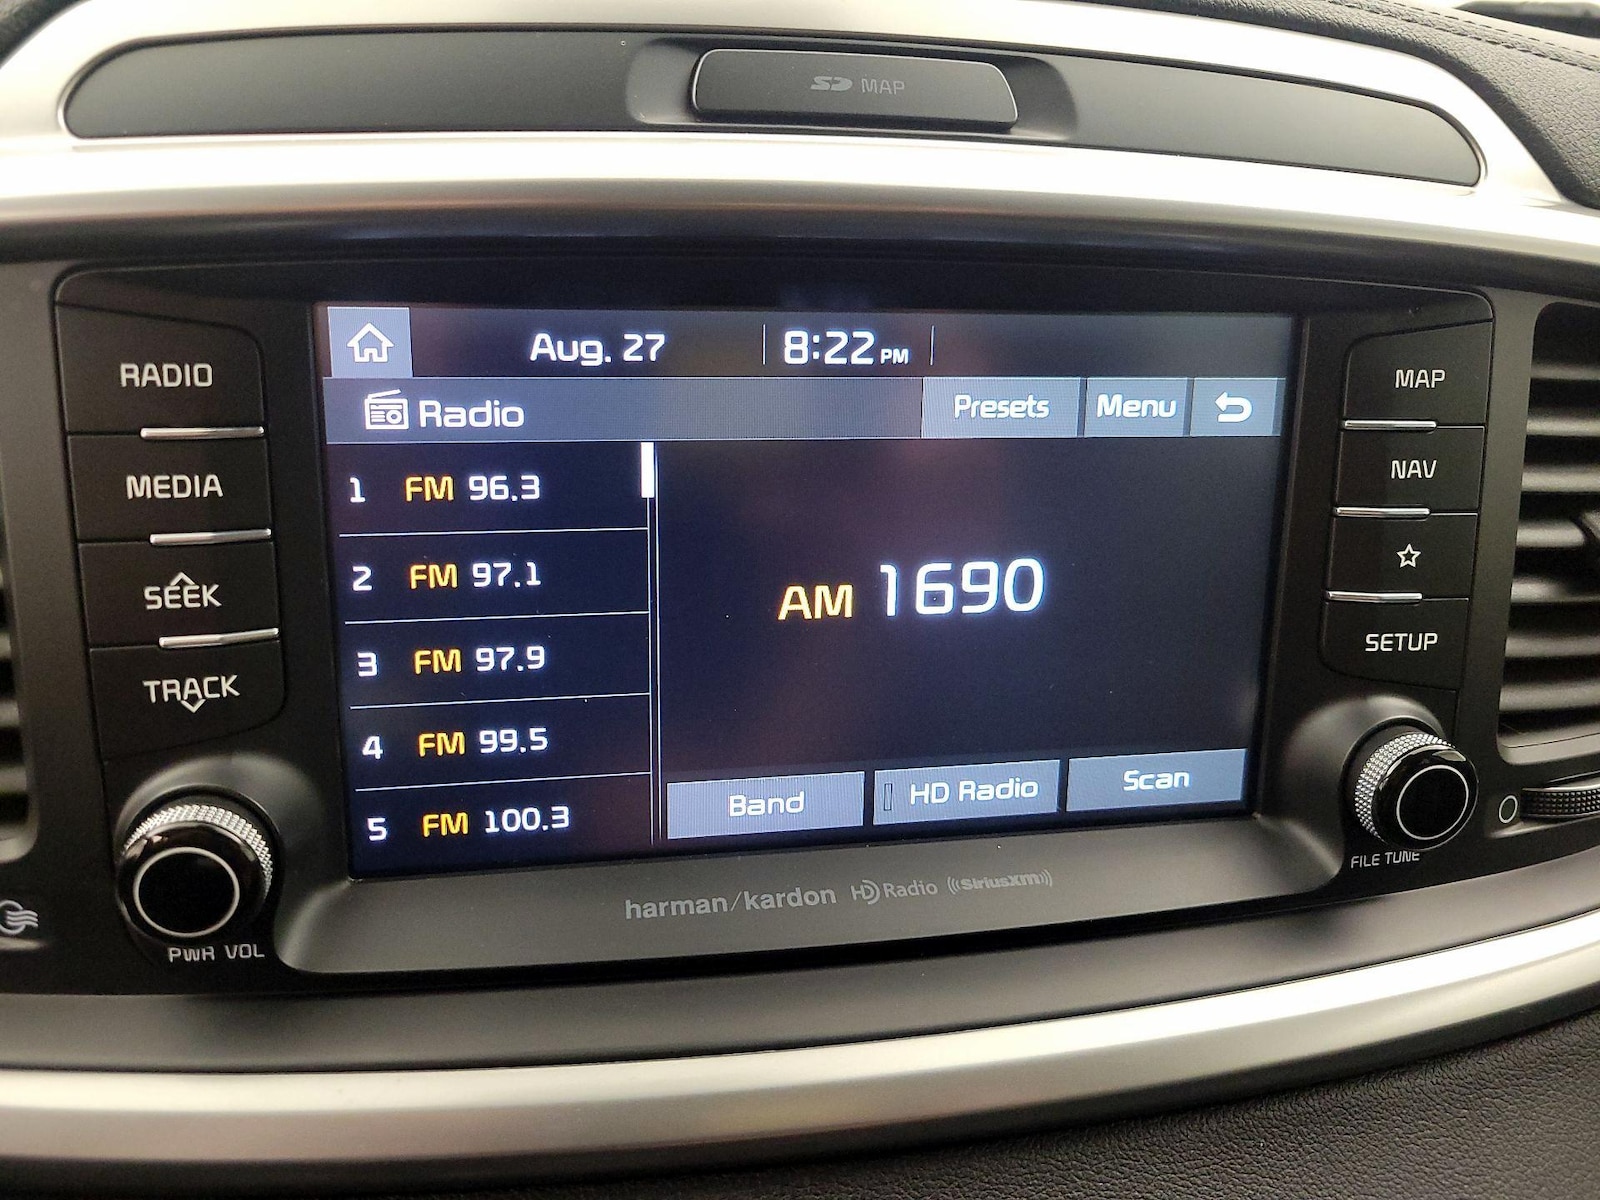 SD MAP
Aug. 27 8:22 PM
Radio Presets Menu
1 FM 96.3
2 FM 97.1
3 FM 97.9
4 FM 99.5
5 FM 100.3
AM 1690
Band HD Radio Scan
RADIO
MEDIA
SEEK
TRACK
PWR VOL
MAP
NAV
SETUP
FILE TUNE
harman/kardon HD Radio ((SiriusXM))